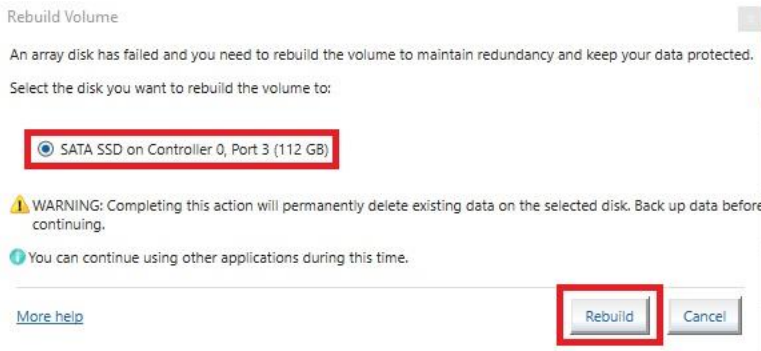 Rebuild Volume
An array disk has failed and you need to rebuild the volume to maintain redundancy and keep your data protected.
Select the disk you want to rebuild the volume to:
SATA SSD on Controller 0, Port 3 (112 GB)
WARNING: Completing this action will permanently delete existing data on the selected disk. Back up data before
continuing.
You can continue using other applications during this time.
More help
Rebuild
Cancel